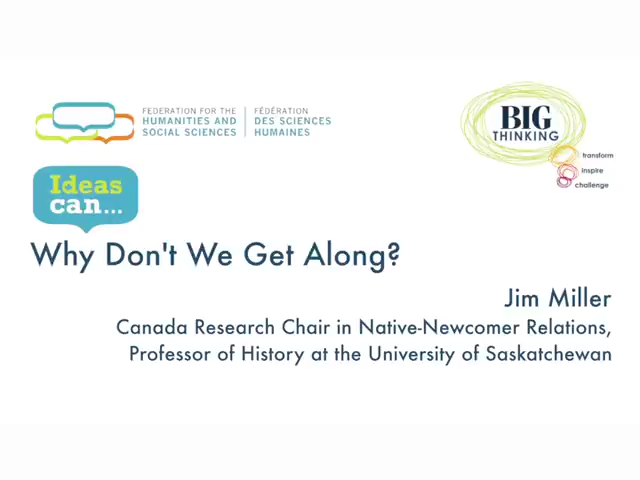 FEDERATION FOR THE
HUMANITIES AND
SOCIAL SCIENCES
FÉDÉRATION
DES SCIENCES
HUMAINES
BIG
THINKING
transform
inspire
challenge
Ideas
can...
Why Don't We Get Along?
Jim Miller
Canada Research Chair in Native-Newcomer Relations,
Professor of History at the University of Saskatchewan